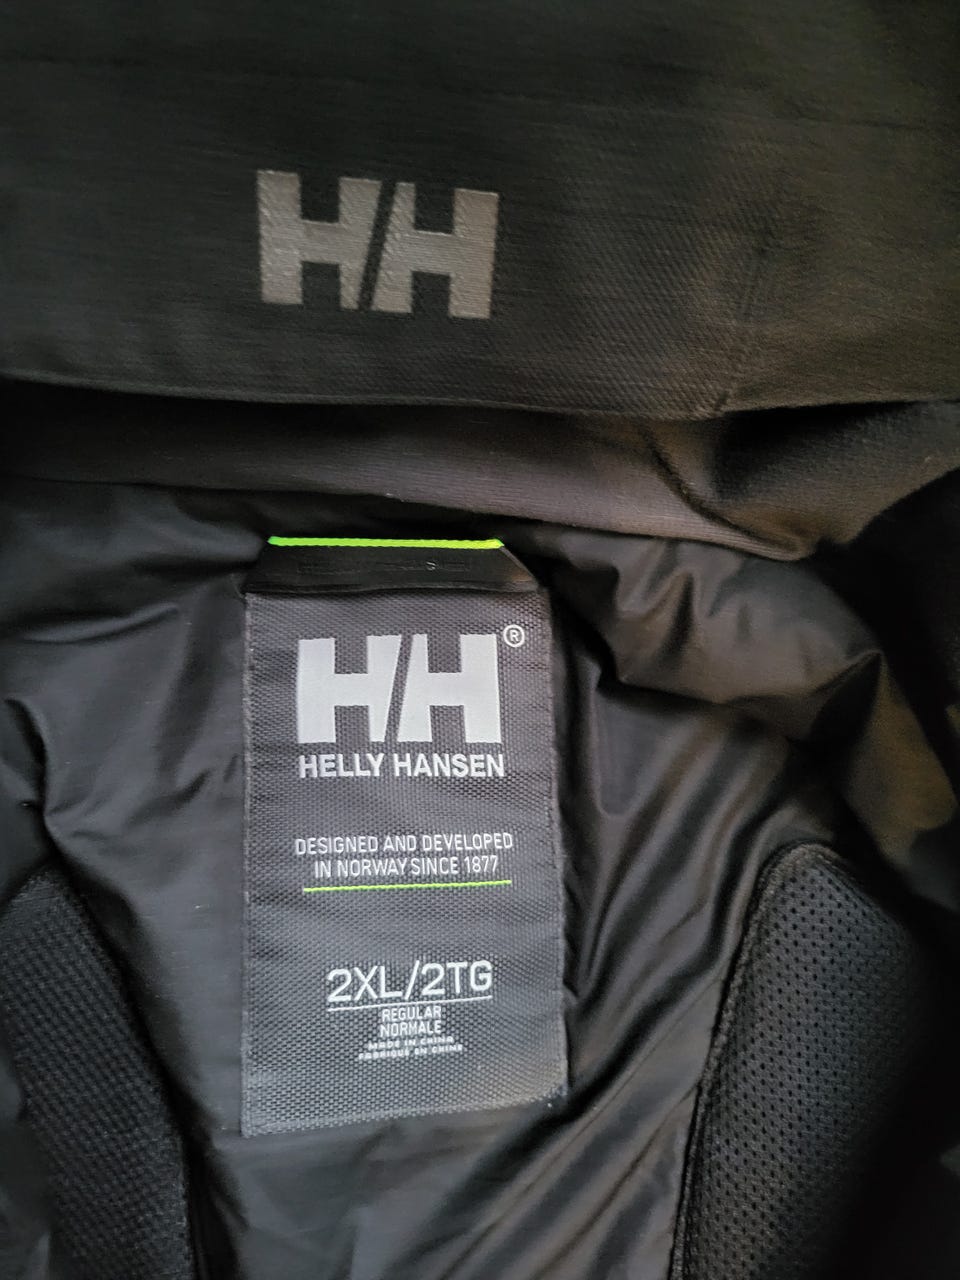 HH
HH®
HELLY HANSEN
DESIGNED AND DEVELOPED
IN NORWAY SINCE 1877
2XL/2TG
REGULAR
NORMALE
MADE IN CHINA
FABRIQUE EN CHINE